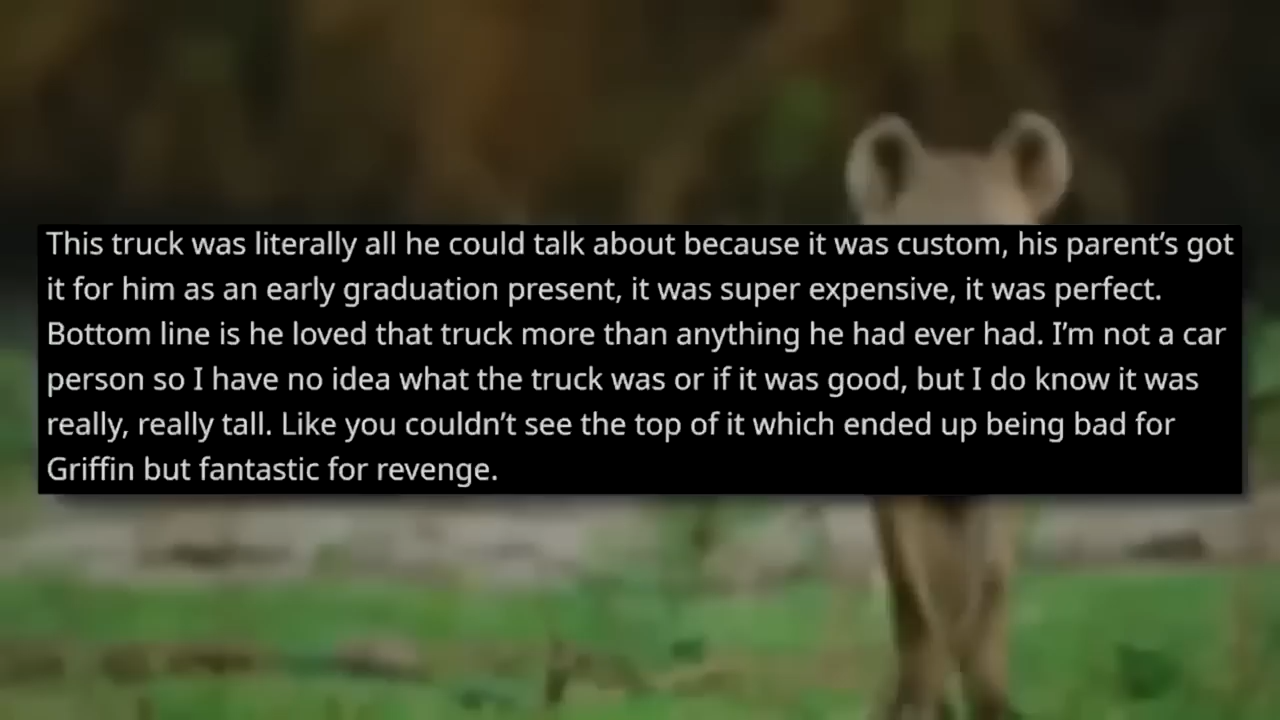 This truck was literally all he could talk about because it was custom, his parent’s got
it for him as an early graduation present, it was super expensive, it was perfect.
Bottom line is he loved that truck more than anything he had ever had. I’m not a car
person so I have no idea what the truck was or if it was good, but I do know it was
really, really tall. Like you couldn’t see the top of it which ended up being bad for
Griffin but fantastic for revenge.